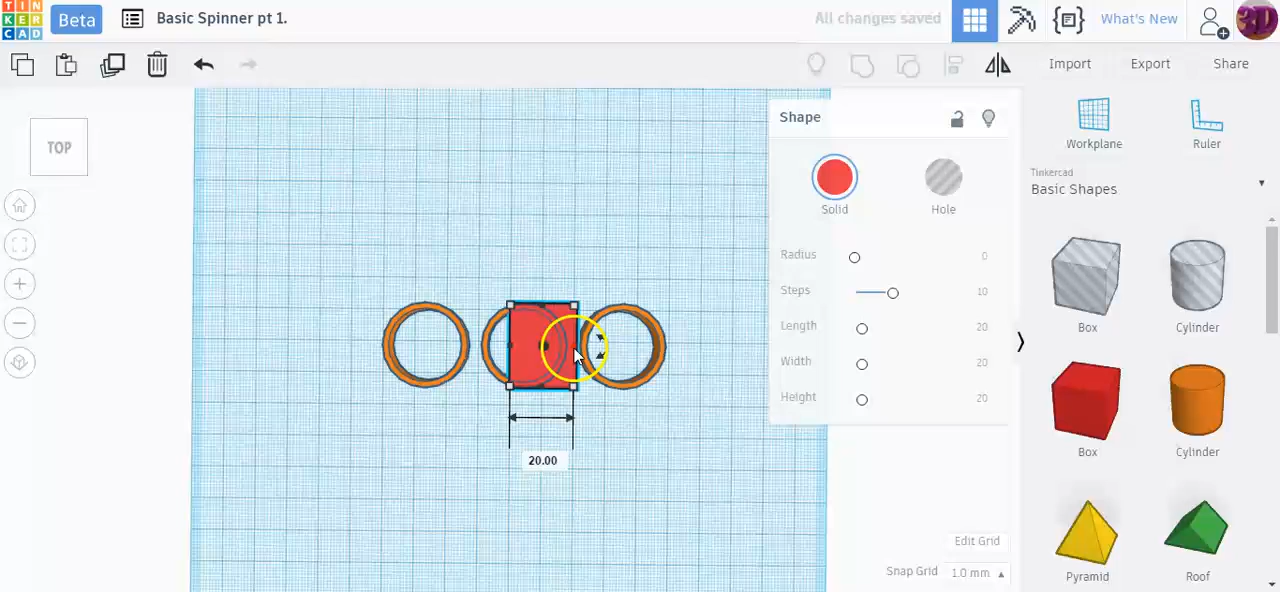 TIN
KER
CAD
Beta
Basic Spinner pt 1.
All changes saved
What's New
3D
Import
Export
Share
TOP
Shape
Solid
Hole
Radius
0
Steps
10
Length
20
Width
20
Height
20
20.00
Edit Grid
Snap Grid
1.0 mm
Workplane
Ruler
Tinkercad
Basic Shapes
Box
Cylinder
Box
Cylinder
Pyramid
Roof